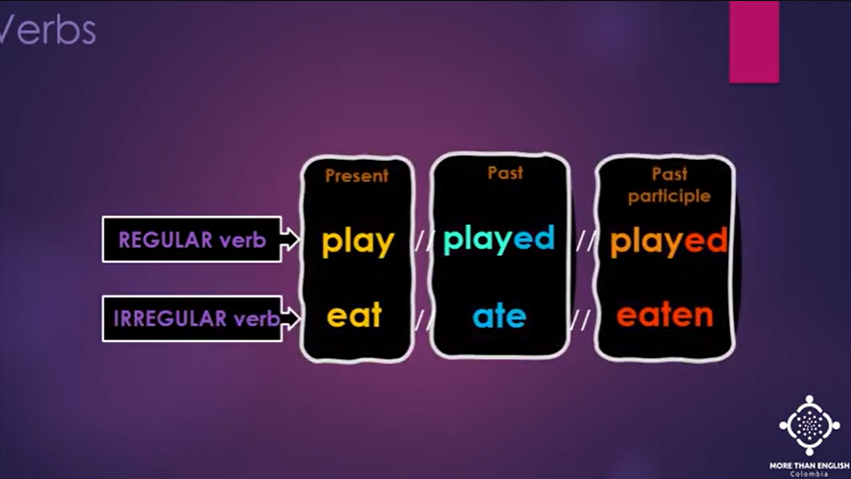 Verbs
Present
Past
Past
participle
REGULAR verb
play // played // played
IRREGULAR verb
eat // ate // eaten
MORE THAN ENGLISH
Colombia